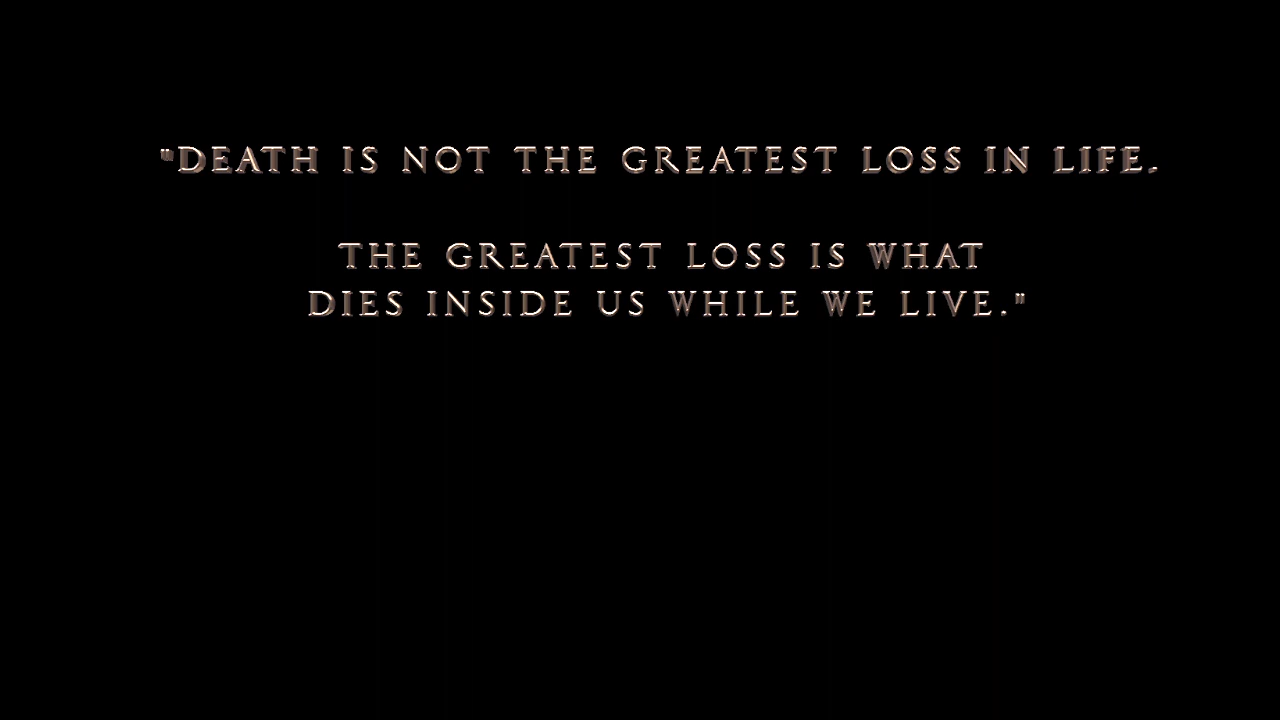 "DEATH IS NOT THE GREATEST LOSS IN LIFE.
THE GREATEST LOSS IS WHAT
DIES INSIDE US WHILE WE LIVE."